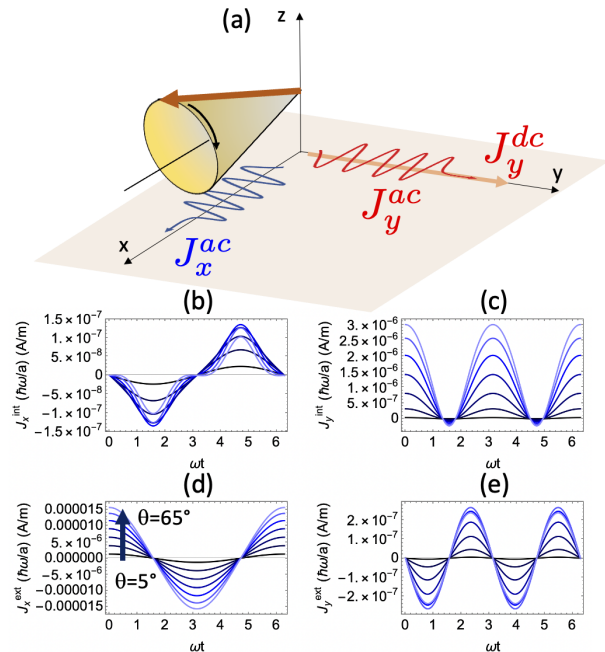 (a)
z
J_y^{dc}
y
J_y^{ac}
x
J_x^{ac}
(b)
J_x^{int} (ℏω/a) (A/m)
1.5×10⁻⁷
1.×10⁻⁷
5.×10⁻⁸
0
-5.×10⁻⁸
-1.×10⁻⁷
-1.5×10⁻⁷
0 1 2 3 4 5 6
ωt
(c)
J_y^{int} (ℏω/a) (A/m)
3.×10⁻⁶
2.5×10⁻⁶
2.×10⁻⁶
1.5×10⁻⁶
1.×10⁻⁶
5.×10⁻⁷
0
0 1 2 3 4 5 6
ωt
(d)
J_x^{ext} (ℏω/a) (A/m)
0.000015
0.000010
5.×10⁻⁶
0.000000
-5.×10⁻⁶
-0.000010
-0.000015
θ=65°
θ=5°
0 1 2 3 4 5 6
ωt
(e)
J_y^{ext} (ℏω/a) (A/m)
2.×10⁻⁷
1.×10⁻⁷
0
-1.×10⁻⁷
-2.×10⁻⁷
0 1 2 3 4 5 6
ωt